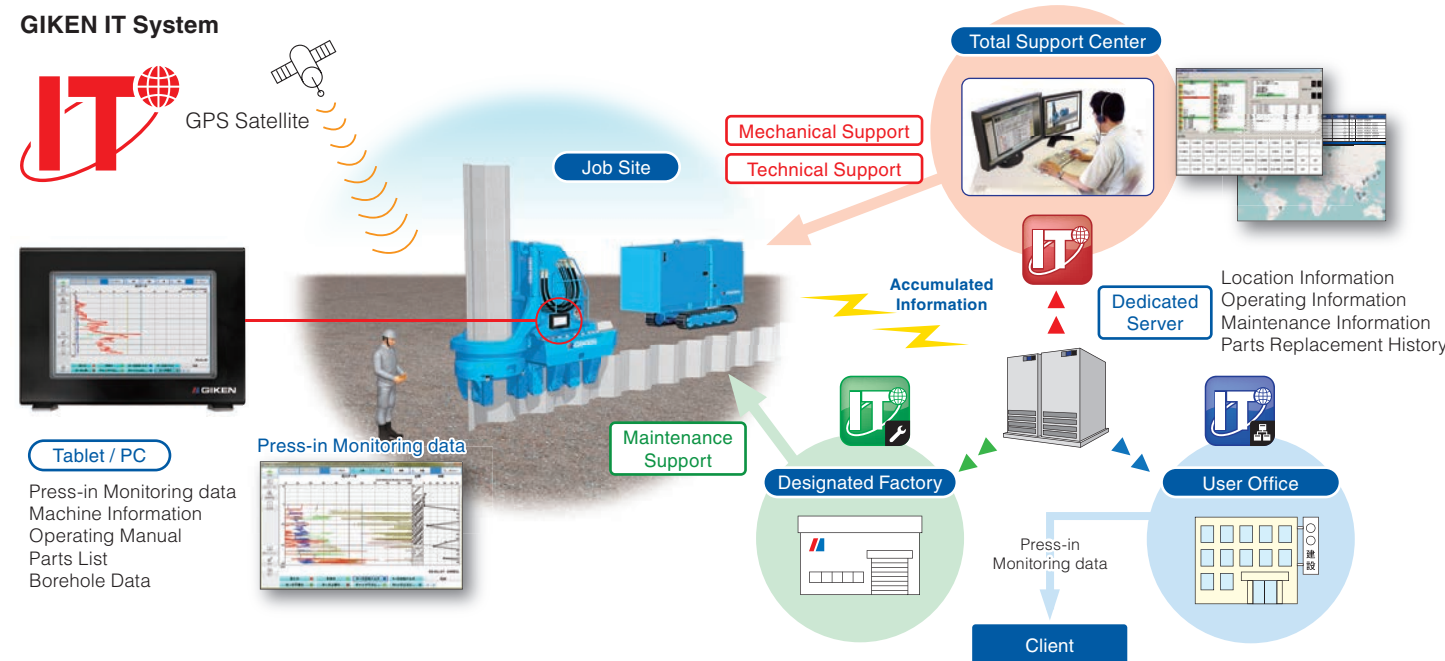 GIKEN IT System
IT
GPS Satellite
Job Site
Mechanical Support
Technical Support
Total Support Center
IT
Accumulated
Information
Dedicated
Server
Location Information
Operating Information
Maintenance Information
Parts Replacement History
GIKEN
Tablet / PC
Press-in Monitoring data
Machine Information
Operating Manual
Parts List
Borehole Data
Press-in Monitoring data
Maintenance
Support
IT
Designated Factory
IT
User Office
建
設
Press-in
Monitoring data
Client